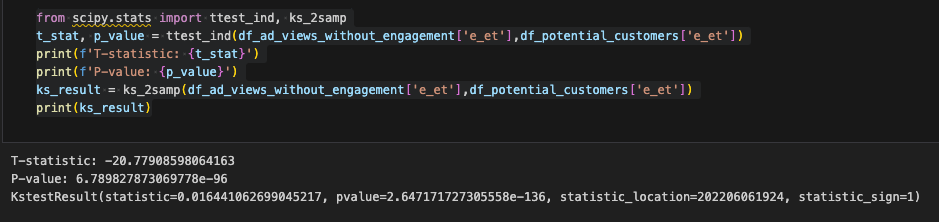 from scipy.stats import ttest_ind, ks_2samp
t_stat, p_value = ttest_ind(df_ad_views_without_engagement['e_et'],df_potential_customers['e_et'])
print(f'T-statistic: {t_stat}')
print(f'P-value: {p_value}')
ks_result = ks_2samp(df_ad_views_without_engagement['e_et'],df_potential_customers['e_et'])
print(ks_result)
T-statistic: -20.77908598064163
P-value: 6.789827873069778e-96
KstestResult(statistic=0.016441062699045217, pvalue=2.647171727305558e-136, statistic_location=202206061924, statistic_sign=1)